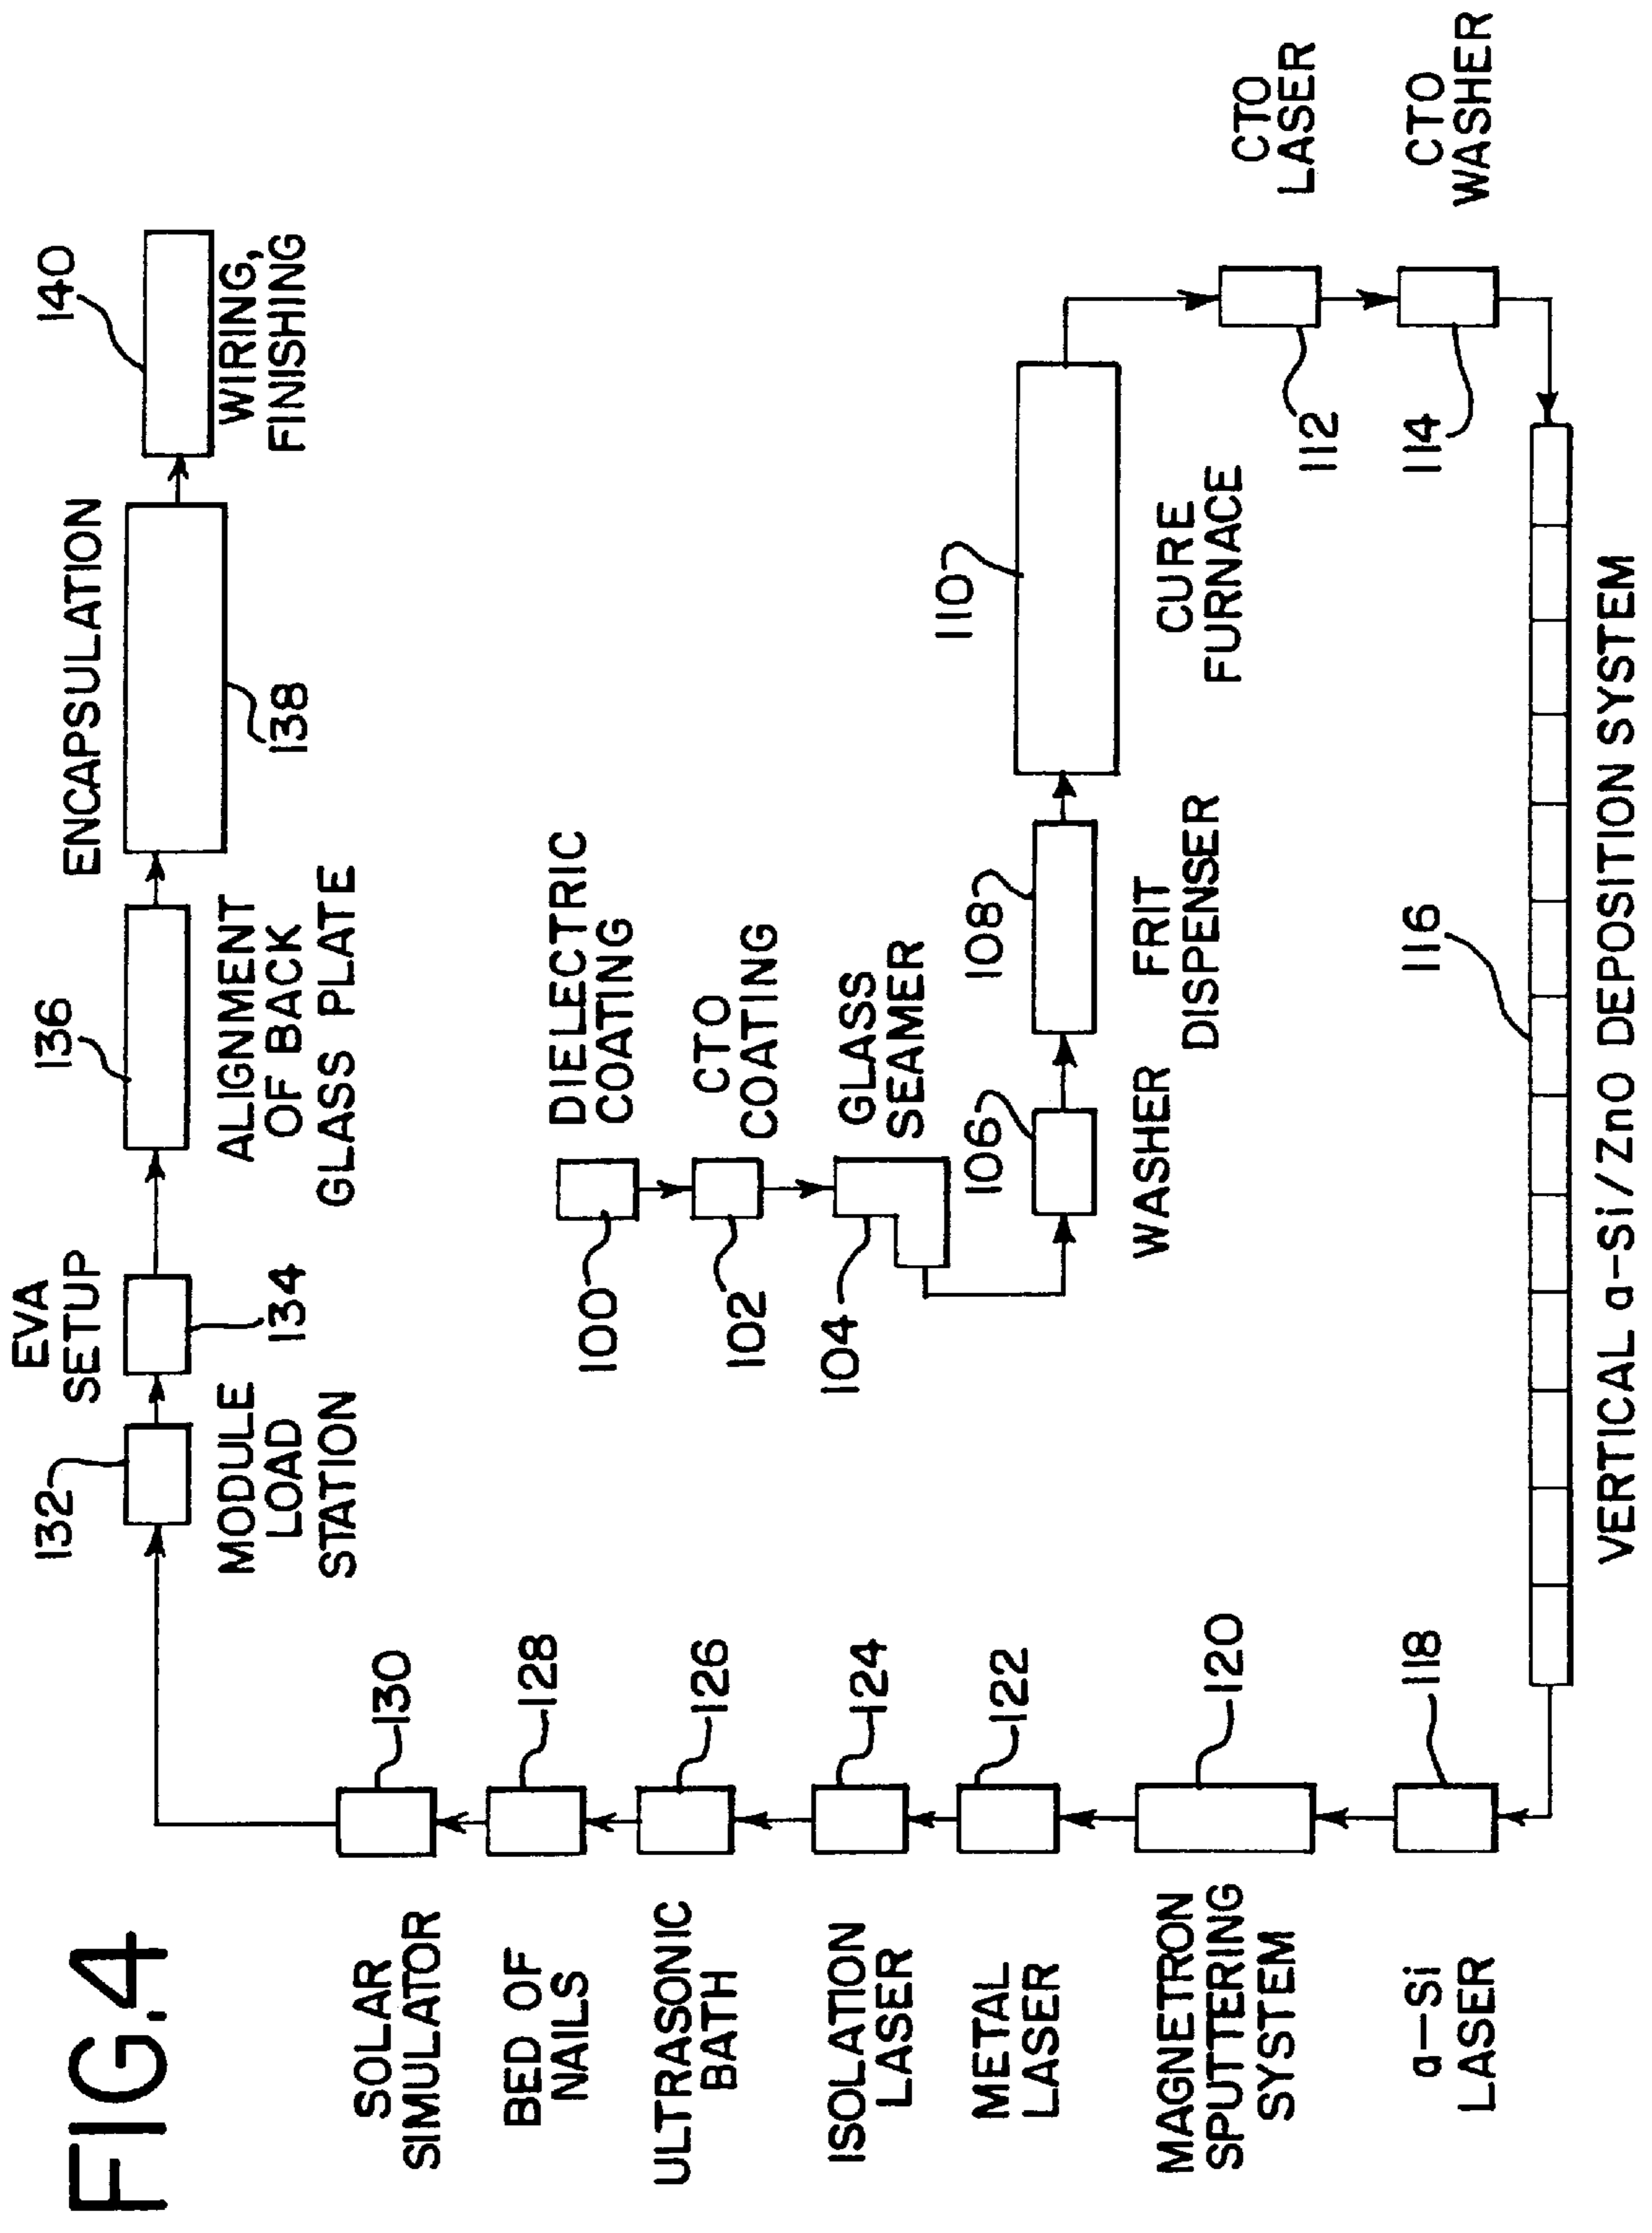 FIG.4
EVA
SETUP
132
134
136
ENCAPSULATION
138
140
WIRING,
FINISHING
MODULE
LOAD
STATION
ALIGNMENT
OF BACK
GLASS PLATE
SOLAR
SIMULATOR
130
BED OF
NAILS
128
ULTRASONIC
BATH
126
ISOLATION
LASER
124
METAL
LASER
122
MAGNETRON
SPUTTERING
SYSTEM
120
a-Si
LASER
118
100
DIELECTRIC
COATING
102
CTO
COATING
104
GLASS
SEAMER
106
WASHER
108
FRIT
DISPENSER
110
CURE
FURNACE
CTO
LASER
112
CTO
WASHER
114
116
VERTICAL a-Si/ZnO DEPOSITION SYSTEM